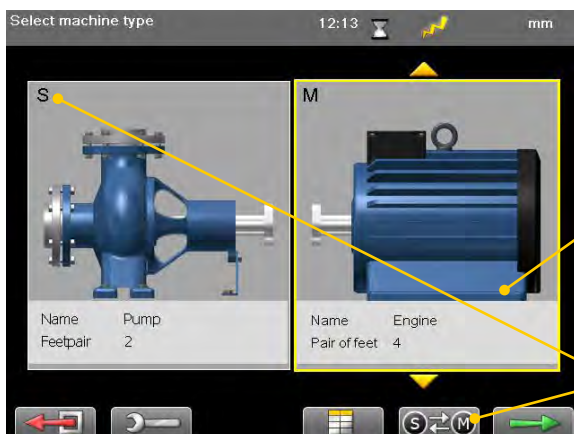 Select machine type 12:13 mm
S
M
Name Pump
Feetpair 2
Name Engine
Pair of feet 4
S M